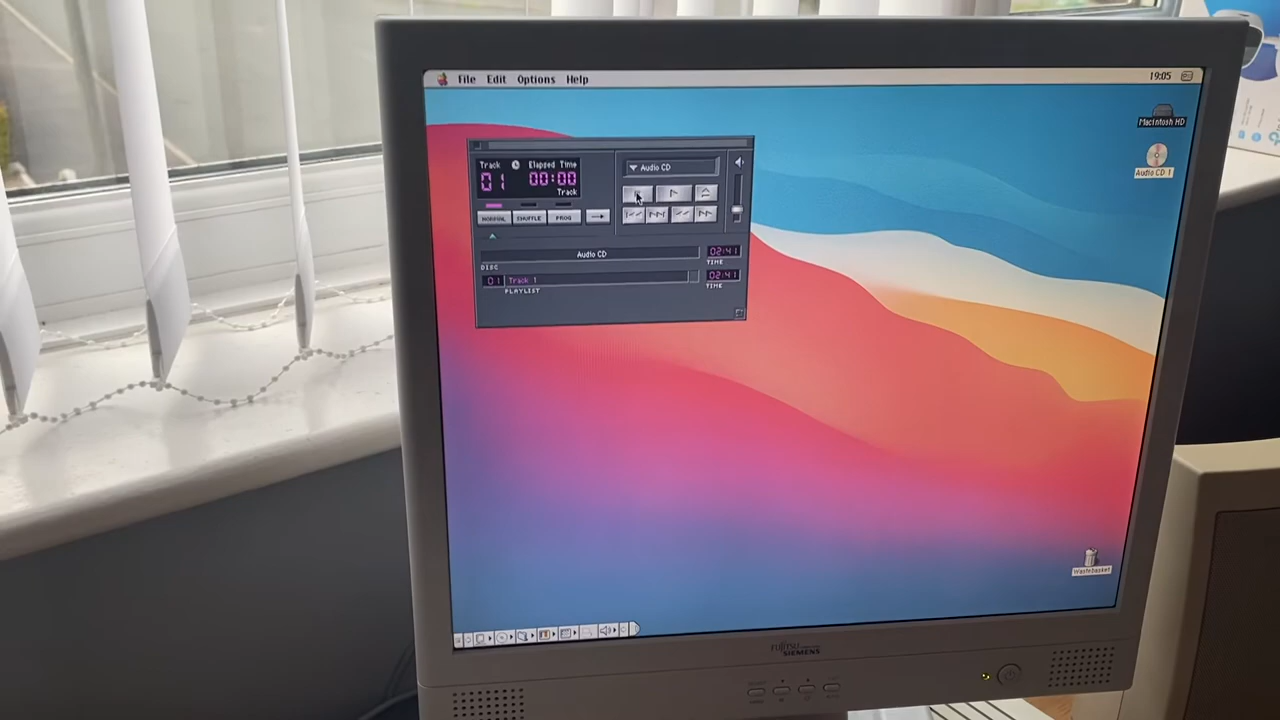 File Edit Options Help
19:05
Macintosh HD
Audio CD 1
Track Elapsed Time
01 00:00
Track
Audio CD
NORMAL SHUFFLE PROG
Audio CD 02:41
DISC TIME
01 Track 1 02:41
PLAYLIST TIME
Wastebasket
FUJITSU
SIEMENS